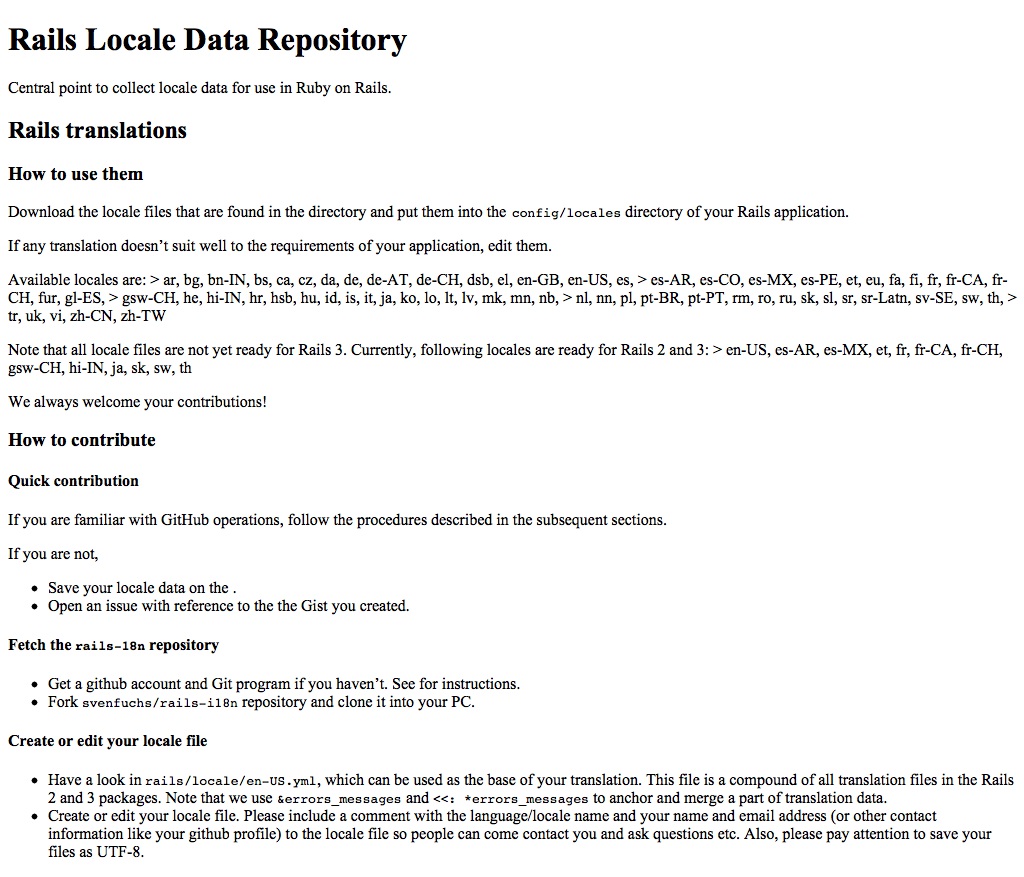 Rails Locale Data Repository
Central point to collect locale data for use in Ruby on Rails.
Rails translations
How to use them
Download the locale files that are found in the directory and put them into the config/locales directory of your Rails application.
If any translation doesn’t suit well to the requirements of your application, edit them.
Available locales are: > ar, bg, bn-IN, bs, ca, cz, da, de, de-AT, de-CH, dsb, el, en-GB, en-US, es, > es-AR, es-CO, es-MX, es-PE, et, eu, fa, fi, fr, fr-CA, fr-
CH, fur, gl-ES, > gsw-CH, he, hi-IN, hr, hsb, hu, id, is, it, ja, ko, lo, lt, lv, mk, mn, nb, > nl, nn, pl, pt-BR, pt-PT, rm, ro, ru, sk, sl, sr, sr-Latn, sv-SE, sw, th, >
tr, uk, vi, zh-CN, zh-TW
Note that all locale files are not yet ready for Rails 3. Currently, following locales are ready for Rails 2 and 3: > en-US, es-AR, es-MX, et, fr, fr-CA, fr-CH,
gsw-CH, hi-IN, ja, sk, sw, th
We always welcome your contributions!
How to contribute
Quick contribution
If you are familiar with GitHub operations, follow the procedures described in the subsequent sections.
If you are not,
• Save your locale data on the .
• Open an issue with reference to the the Gist you created.
Fetch the rails-18n repository
• Get a github account and Git program if you haven’t. See for instructions.
• Fork svenfuchs/rails-i18n repository and clone it into your PC.
Create or edit your locale file
• Have a look in rails/locale/en-US.yml, which can be used as the base of your translation. This file is a compound of all translation files in the Rails
2 and 3 packages. Note that we use &errors_messages and <<: *errors_messages to anchor and merge a part of translation data.
• Create or edit your locale file. Please include a comment with the language/locale name and your name and email address (or other contact
information like your github profile) to the locale file so people can come contact you and ask questions etc. Also, please pay attention to save your
files as UTF-8.